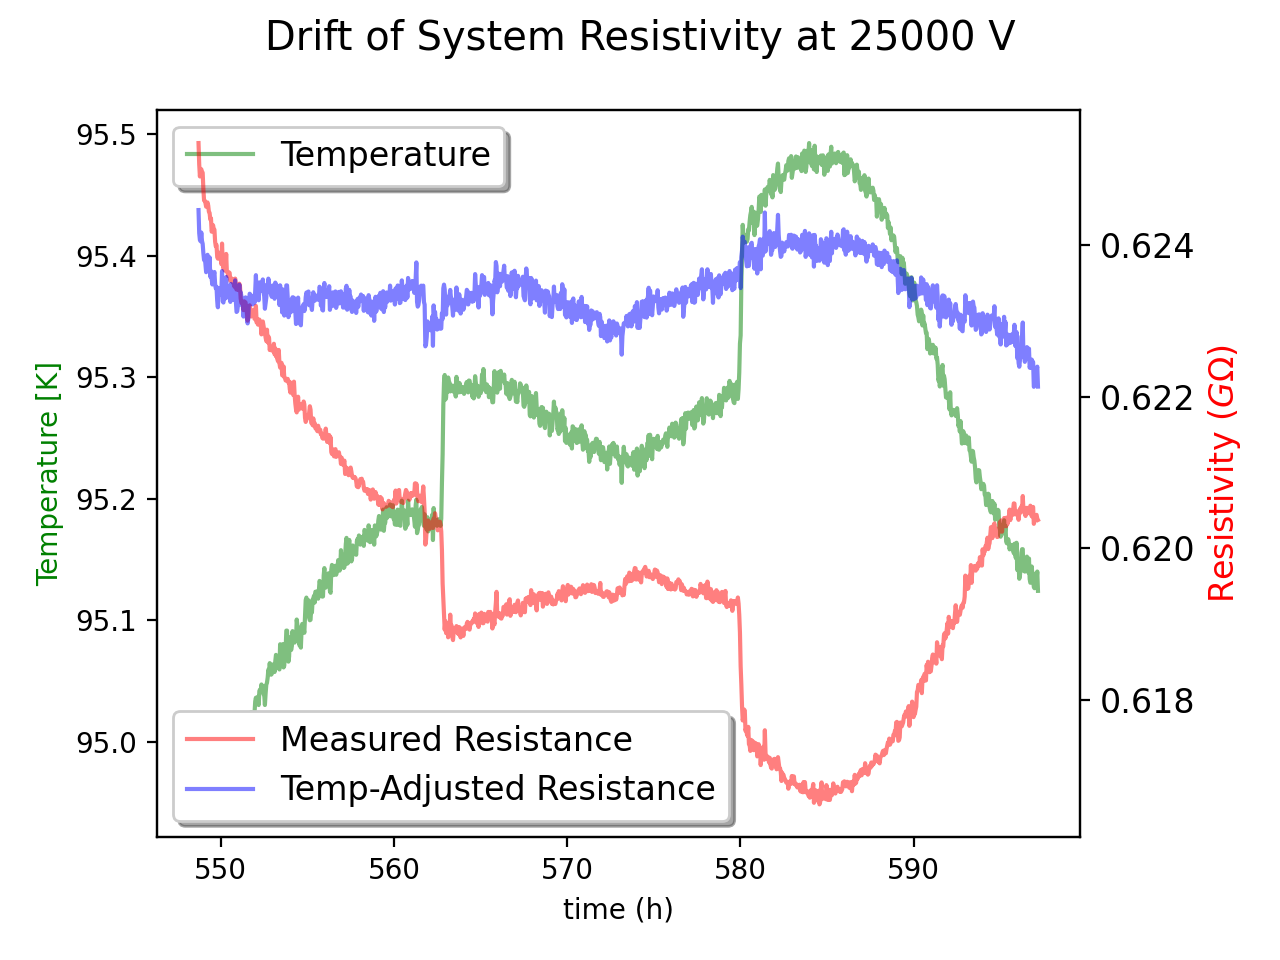 Drift of System Resistivity at 25000 V
Temperature
Measured Resistance
Temp-Adjusted Resistance
Temperature [K]
95.5
95.4
95.3
95.2
95.1
95.0
0.624
0.622
0.620
0.618
Resistivity (GΩ)
550 560 570 580 590
time (h)